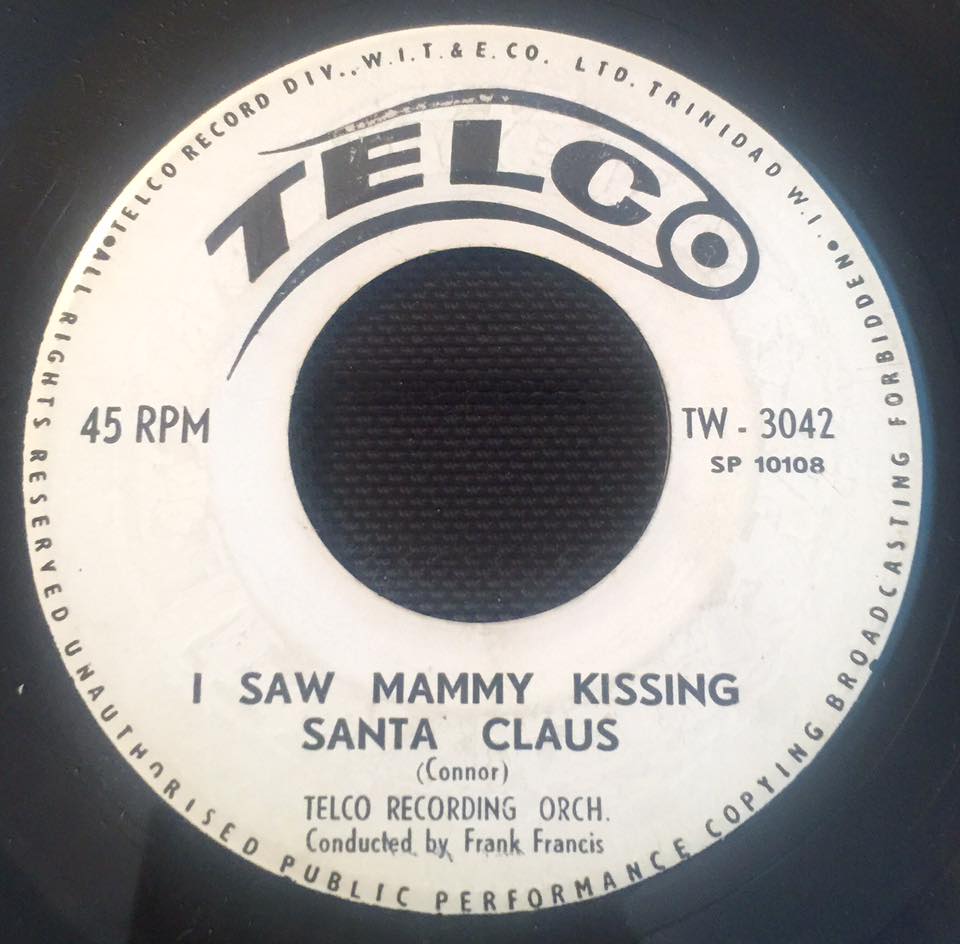 TELCO RECORD DIV., W.I.T. & E. CO. LTD. TRINIDAD W.I.
TELCO
45 RPM
TW - 3042
SP 10108
I SAW MAMMY KISSING
SANTA CLAUS
(Connor)
TELCO RECORDING ORCH.
Conducted by Frank Francis
ALL RIGHTS RESERVED UNAUTHORISED PUBLIC PERFORMANCE COPYING BROADCASTING FORBIDDEN